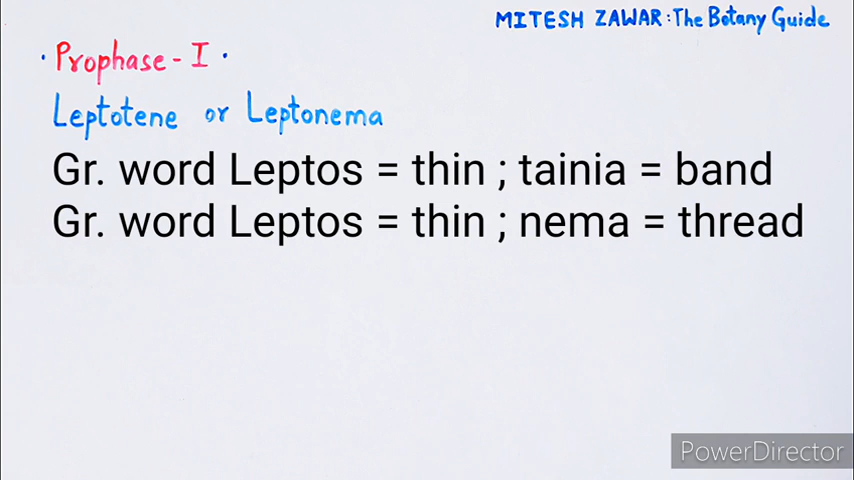 MITESH ZAWAR: The Botany Guide
· Prophase - I ·
Leptotene or Leptonema
Gr. word Leptos = thin ; tainia = band
Gr. word Leptos = thin ; nema = thread
PowerDirector